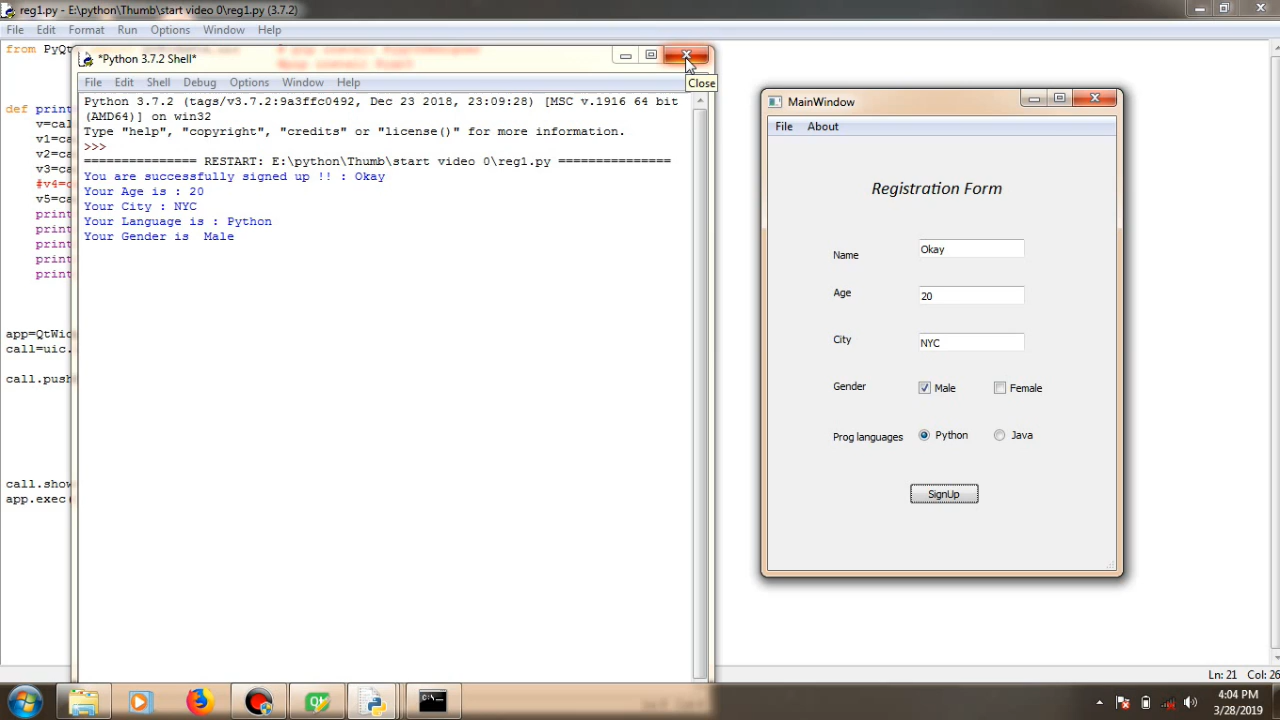 reg1.py - E:\python\Thumb\start video 0\reg1.py (3.7.2)
File Edit Format Run Options Window Help
from PyQt
*Python 3.7.2 Shell*
Close
File Edit Shell Debug Options Window Help
Python 3.7.2 (tags/v3.7.2:9a3ffc0492, Dec 23 2018, 23:09:28) [MSC v.1916 64 bit
(AMD64)] on win32
Type "help", "copyright", "credits" or "license()" for more information.
>>>
=============== RESTART: E:\python\Thumb\start video 0\reg1.py ===============
You are successfully signed up !! : Okay
Your Age is : 20
Your City : NYC
Your Language is : Python
Your Gender is  Male
def print
v=ca
v1=ca
v2=ca
v3=ca
#v4=c
v5=ca
print
print
print
print
print
app=QtWid
call=uic.
call.push
call.show
app.exec(
MainWindow
File About
Registration Form
Name Okay
Age 20
City NYC
Gender Male Female
Prog languages Python Java
SignUp
Ln: 21 Col: 26
4:04 PM
3/28/2019